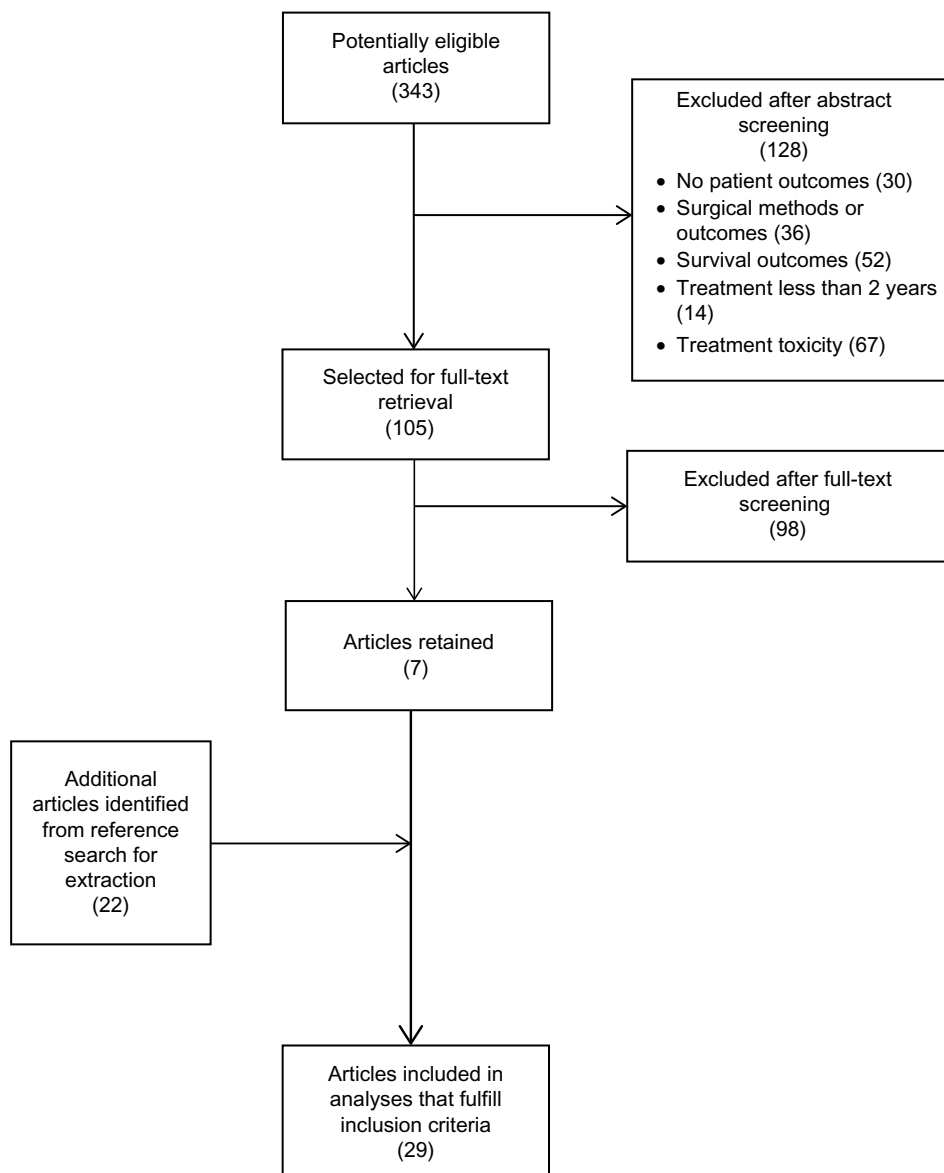 Potentially eligible
articles
(343)
Excluded after abstract
screening
(128)
• No patient outcomes (30)
• Surgical methods or
outcomes (36)
• Survival outcomes (52)
• Treatment less than 2 years
(14)
• Treatment toxicity (67)
Selected for full-text
retrieval
(105)
Excluded after full-text
screening
(98)
Articles retained
(7)
Additional
articles identified
from reference
search for
extraction
(22)
Articles included in
analyses that fulfill
inclusion criteria
(29)